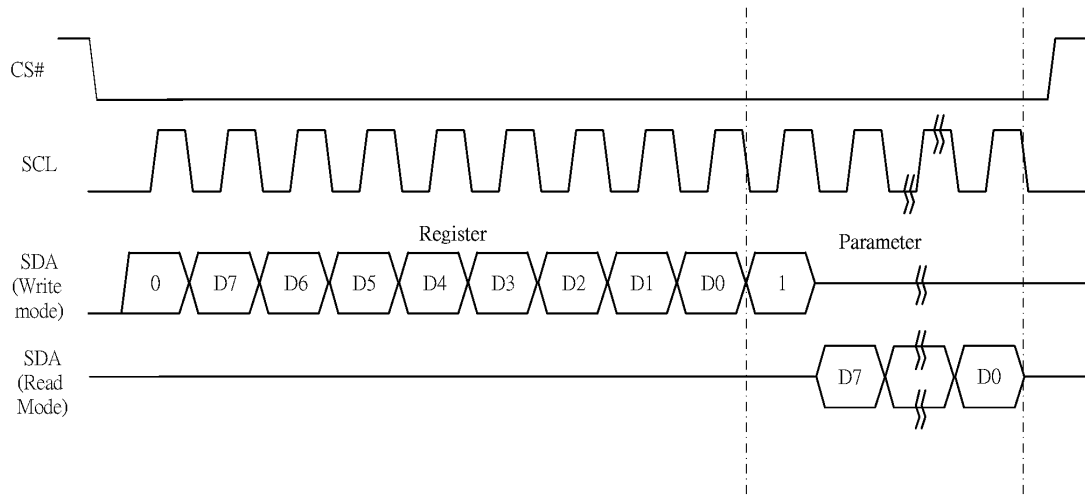 CS#
SCL
Register
Parameter
SDA
(Write
mode)
0 D7 D6 D5 D4 D3 D2 D1 D0 1
SDA
(Read
Mode)
D7 D0